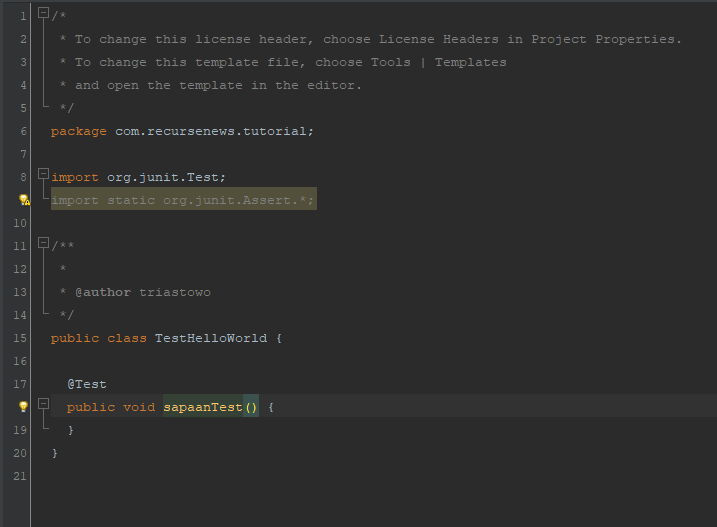 1 /*
2  * To change this license header, choose License Headers in Project Properties.
3  * To change this template file, choose Tools | Templates
4  * and open the template in the editor.
5  */
6 package com.recursenews.tutorial;
7
8 import org.junit.Test;
import static org.junit.Assert.*;
10
11 /**
12  *
13  * @author triastowo
14  */
15 public class TestHelloWorld {
16
17   @Test
public void sapaanTest() {
19   }
20 }
21